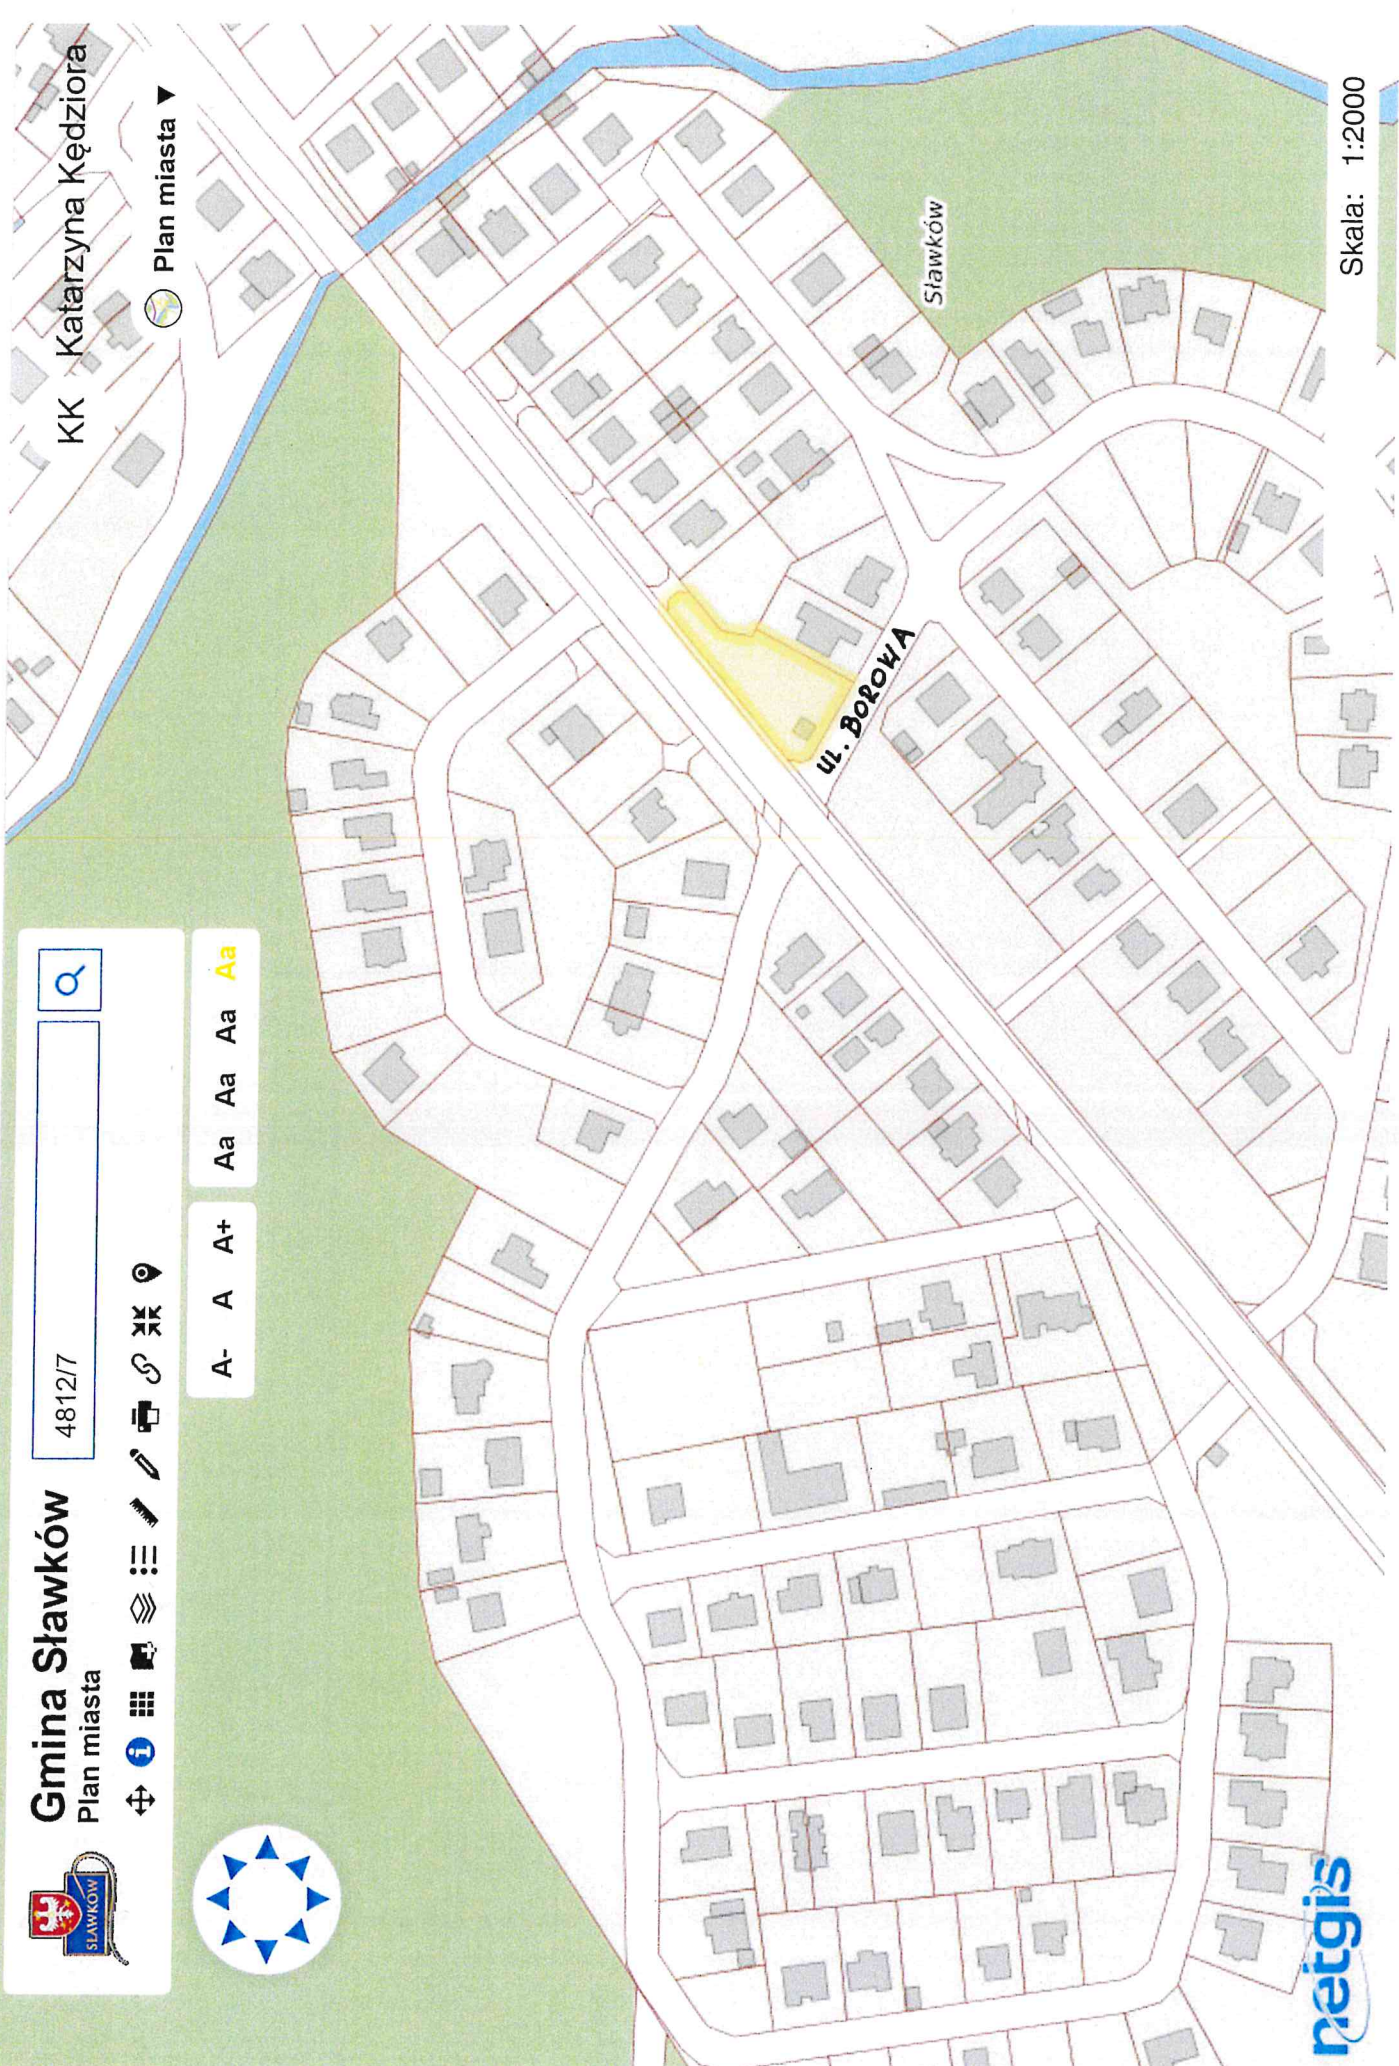 SŁAWKÓW
Gmina Sławków
Plan miasta
4812/7
KK Katarzyna Kędziora
Plan miasta ▼
A- A A+ Aa Aa Aa Aa
UL. BOROWA
Sławków
netgis
Skala: 1:2000